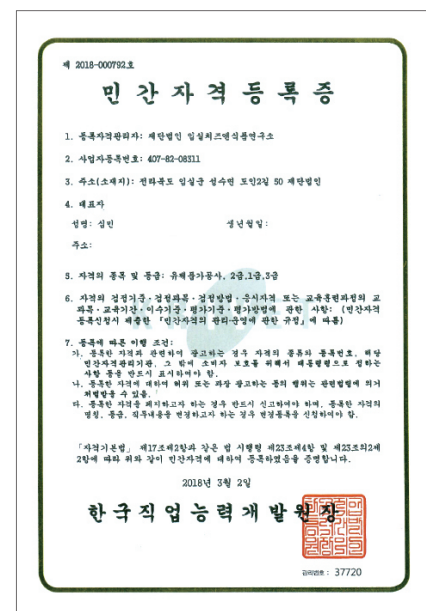 제 2018-000792호
민간자격등록증
1. 등록자격관리자: 재단법인 임실치즈앤식품연구소
2. 사업자등록번호: 407-82-08311
3. 주소(소재지): 전라북도 임실군 성수면 도인2길 50 재단법인
4. 대표자
성명: 심민 생년월일:
주소:
5. 자격의 종목 및 등급: 유제품가공사, 2급,1급,3급
6. 자격의 검정기준·검정과목·검정방법·응시자격 또는 교육훈련과정의 교
과목·교육기간·이수기준·평가기준·평가방법에 관한 사항: (민간자격
등록신청시 제출한 「민간자격의 관리·운영에 관한 규정」에 따름)
7. 등록에 따른 이행 조건:
가. 등록한 자격과 관련하여 광고하는 경우 자격의 종류와 등록번호, 해당
민간자격관리기관, 그 밖에 소비자 보호를 위해서 대통령령으로 정하는
사항 등을 반드시 표시하여야 함.
나. 등록한 자격에 대하여 허위 또는 과장 광고하는 등의 행위는 관련법령에 의거
처벌받을 수 있음.
다. 등록한 자격을 폐지하고자 하는 경우 반드시 신고하여야 하며, 등록한 자격의
명칭, 등급, 직무내용을 변경하고자 하는 경우 변경등록을 신청하여야 함.
「자격기본법」 제17조제2항과 같은 법 시행령 제23조제4항 및 제23조의2제
2항에 따라 위와 같이 민간자격에 대하여 등록하였음을 증명합니다.
2018년 3월 2일
한국직업능력개발원장
관리번호 : 37720